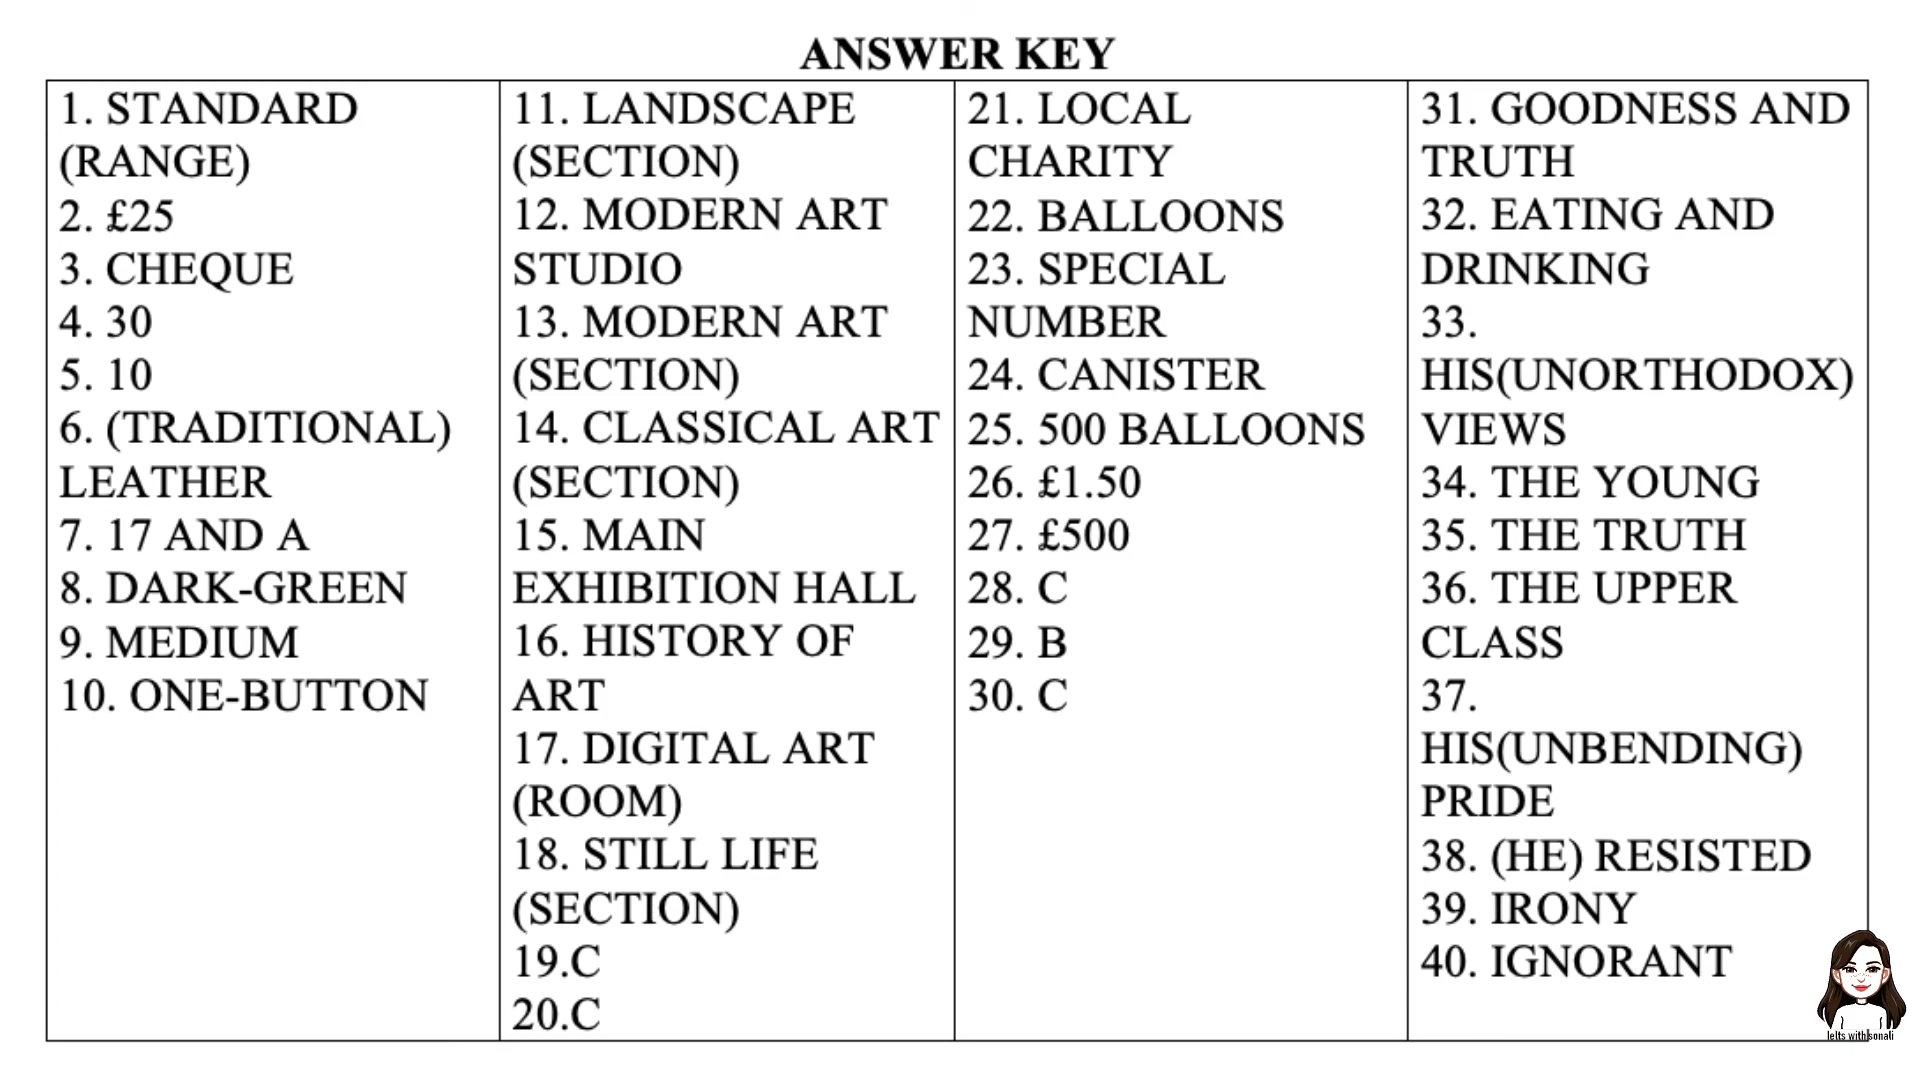 ANSWER KEY
1. STANDARD
(RANGE)
2. £25
3. CHEQUE
4. 30
5. 10
6. (TRADITIONAL)
LEATHER
7. 17 AND A
8. DARK-GREEN
9. MEDIUM
10. ONE-BUTTON
11. LANDSCAPE
(SECTION)
12. MODERN ART
STUDIO
13. MODERN ART
(SECTION)
14. CLASSICAL ART
(SECTION)
15. MAIN
EXHIBITION HALL
16. HISTORY OF
ART
17. DIGITAL ART
(ROOM)
18. STILL LIFE
(SECTION)
19.C
20.C
21. LOCAL
CHARITY
22. BALLOONS
23. SPECIAL
NUMBER
24. CANISTER
25. 500 BALLOONS
26. £1.50
27. £500
28. C
29. B
30. C
31. GOODNESS AND
TRUTH
32. EATING AND
DRINKING
33.
HIS(UNORTHODOX)
VIEWS
34. THE YOUNG
35. THE TRUTH
36. THE UPPER
CLASS
37.
HIS(UNBENDING)
PRIDE
38. (HE) RESISTED
39. IRONY
40. IGNORANT
Ielts with sonali